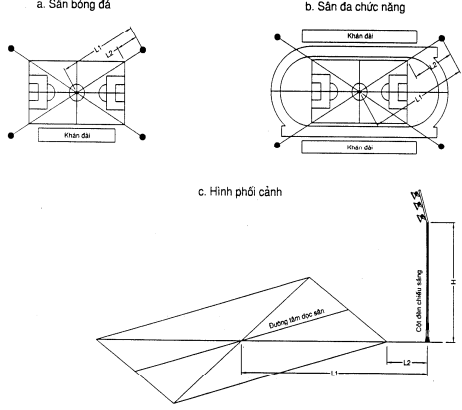 a. Sân bóng đá
b. Sân đa chức năng
L1
L2
Khán đài
Khán đài
L2
L1
Khán đài
c. Hình phối cảnh
Đường tâm dọc sân
Cột đèn chiếu sáng
H
L2
L1